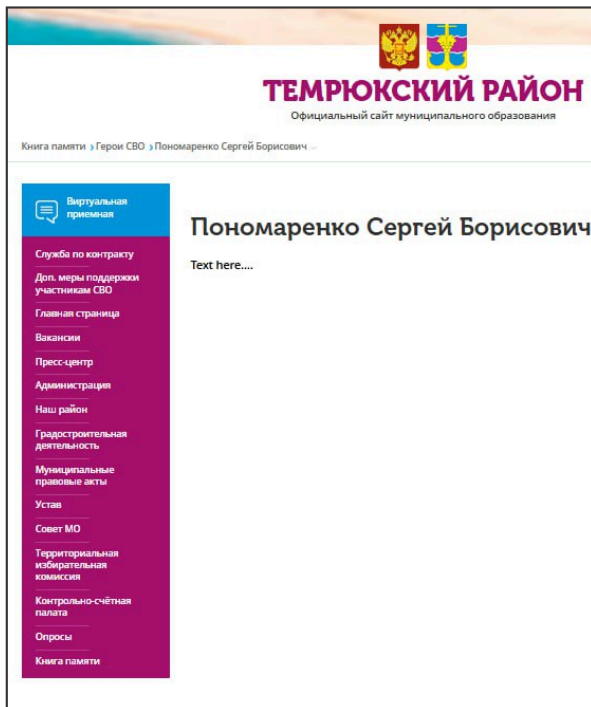 ТЕМРЮКСКИЙ РАЙОН
Официальный сайт муниципального образования
Книга памяти › Герои СВО › Пономаренко Сергей Борисович
Виртуальная
приемная
Служба по контракту
Доп. меры поддержки
участникам СВО
Главная страница
Вакансии
Пресс-центр
Администрация
Наш район
Градостроительная
деятельность
Муниципальные
правовые акты
Устав
Совет МО
Территориальная
избирательная
комиссия
Контрольно-счётная
палата
Опросы
Книга памяти
Пономаренко Сергей Борисович
Text here....